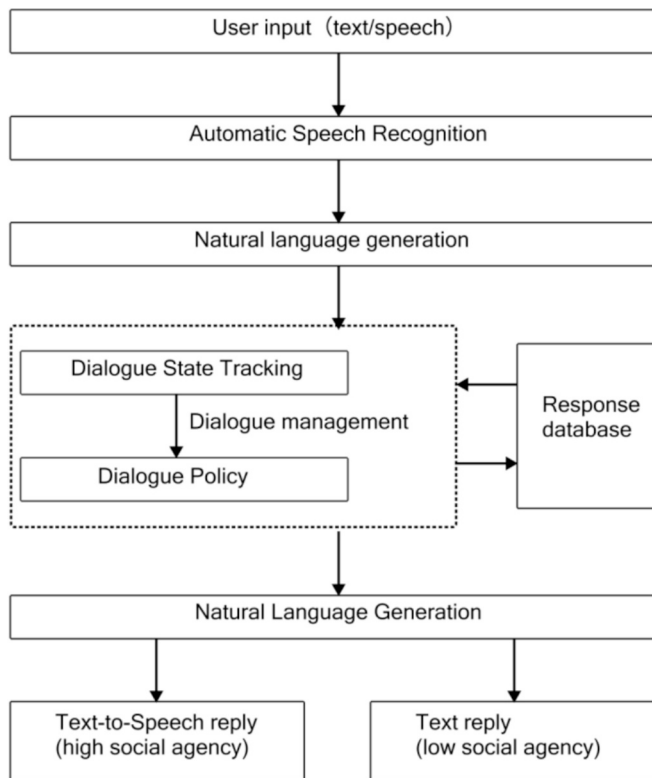 User input（text/speech）
Automatic Speech Recognition
Natural language generation
Dialogue State Tracking
Dialogue management
Dialogue Policy
Response
database
Natural Language Generation
Text-to-Speech reply
(high social agency)
Text reply
(low social agency)